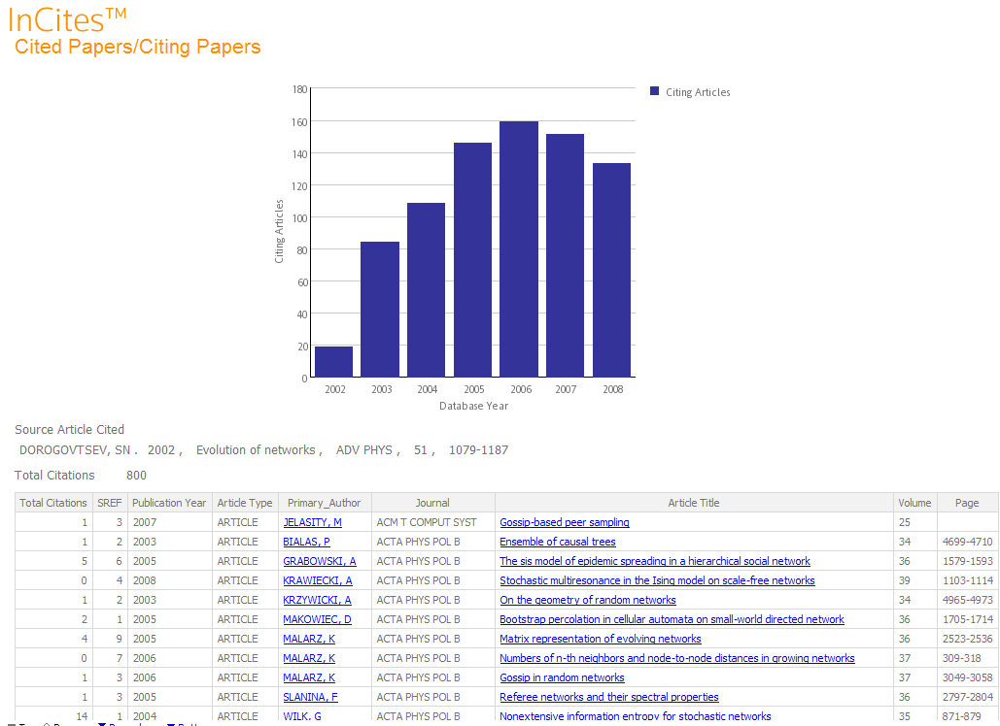 InCites™
Cited Papers/Citing Papers
180
160
140
120
100
80
60
40
20
0
Citing Articles
Citing Articles
2002 2003 2004 2005 2006 2007 2008
Database Year
Source Article Cited
DOROGOVTSEV, SN . 2002 , Evolution of networks , ADV PHYS , 51 , 1079-1187
Total Citations 800
Total Citations SREF Publication Year Article Type Primary_Author Journal Article Title Volume Page
1 3 2007 ARTICLE JELASITY, M ACM T COMPUT SYST Gossip-based peer sampling 25
1 2 2003 ARTICLE BIALAS, P ACTA PHYS POL B Ensemble of causal trees 34 4699-4710
5 6 2005 ARTICLE GRABOWSKI, A ACTA PHYS POL B The sis model of epidemic spreading in a hierarchical social network 36 1579-1593
0 4 2008 ARTICLE KRAWIECKI, A ACTA PHYS POL B Stochastic multiresonance in the Ising model on scale-free networks 39 1103-1114
1 2 2003 ARTICLE KRZYWICKI, A ACTA PHYS POL B On the geometry of random networks 34 4965-4973
2 1 2005 ARTICLE MAKOWIEC, D ACTA PHYS POL B Bootstrap percolation in cellular automata on small-world directed network 36 1705-1714
4 9 2005 ARTICLE MALARZ, K ACTA PHYS POL B Matrix representation of evolving networks 36 2523-2536
0 7 2006 ARTICLE MALARZ, K ACTA PHYS POL B Numbers of n-th neighbors and node-to-node distances in growing networks 37 309-318
1 3 2006 ARTICLE MALARZ, K ACTA PHYS POL B Gossip in random networks 37 3049-3058
1 3 2005 ARTICLE SLANINA, F ACTA PHYS POL B Referee networks and their spectral properties 36 2797-2804
14 1 2004 ARTICLE WILK, G ACTA PHYS POL B Nonextensive information entropy for stochastic networks 35 871-879